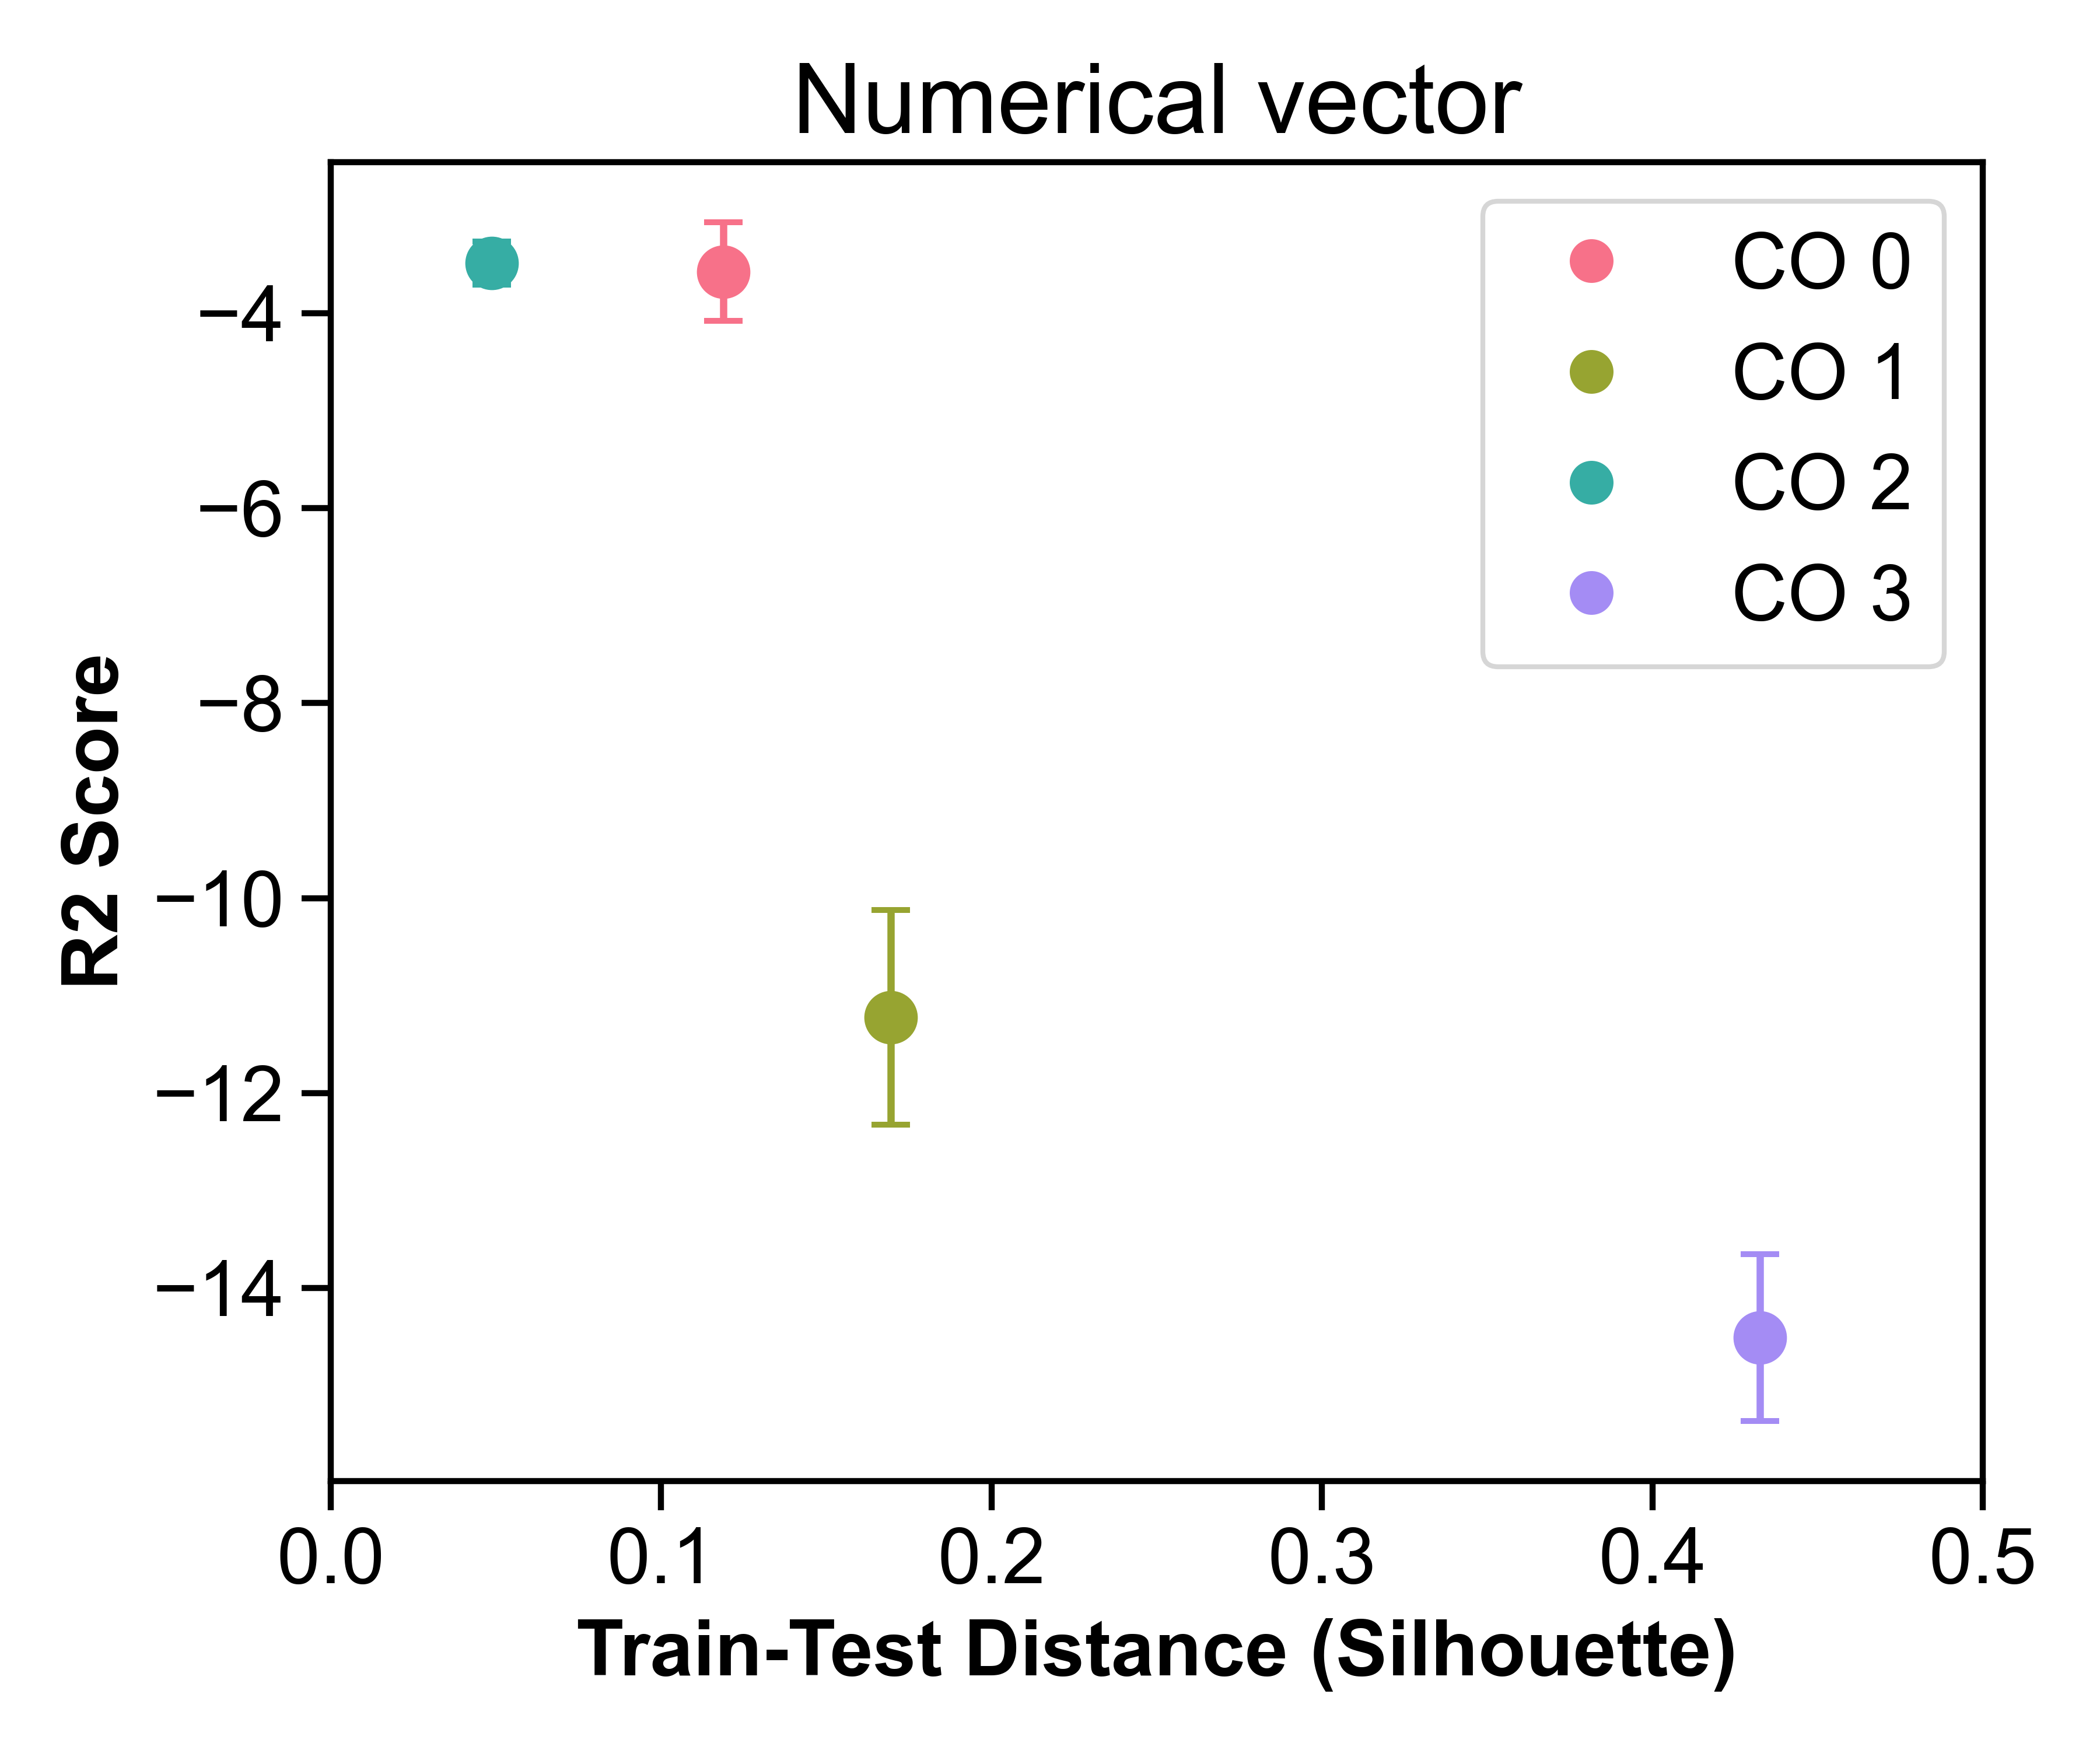 Numerical vector
CO 0
CO 1
CO 2
CO 3
R2 Score
−4
−6
−8
−10
−12
−14
0.0 0.1 0.2 0.3 0.4 0.5
Train-Test Distance (Silhouette)